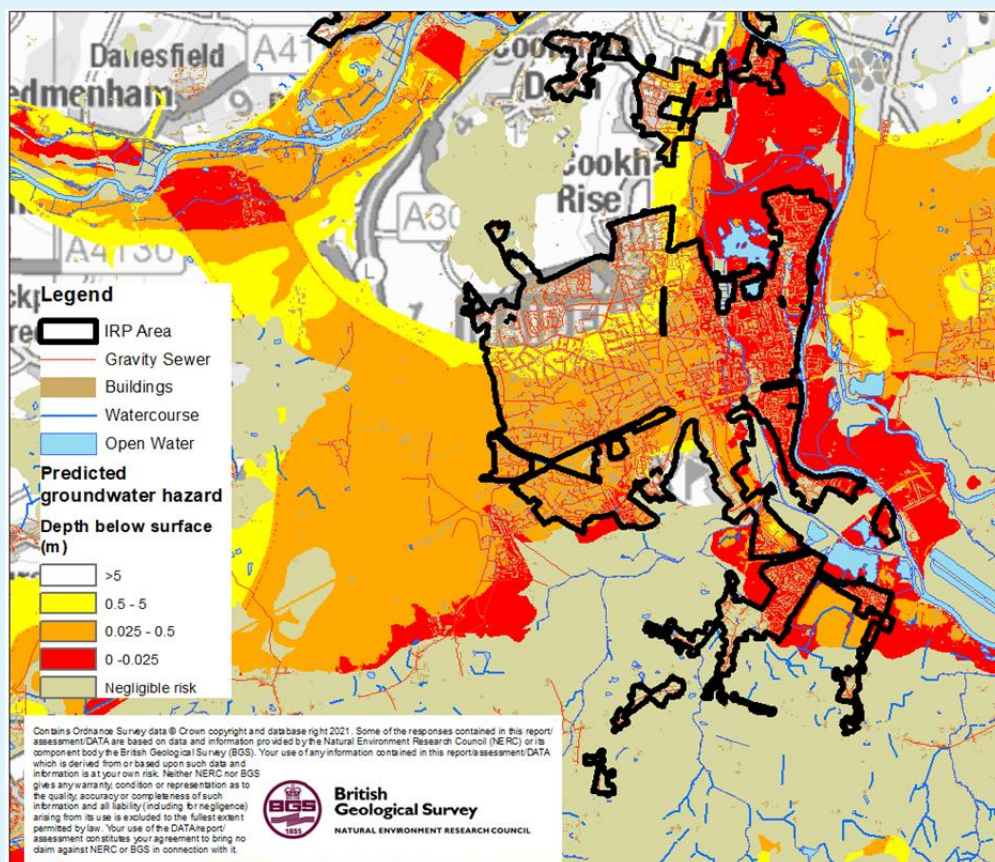 Danesfield
A41
edmenham
9
Cookh
D
Cookh
Rise
A30
A4130
L
ckp
re
Legend
IRP Area
Gravity Sewer
Buildings
Watercourse
Open Water
Predicted
groundwater hazard
Depth below surface
(m)
>5
0.5 - 5
0.025 - 0.5
0 -0.025
Negligible risk
Contains Ordnance Survey data © Crown copyright and database right 2021. Some of the responses contained in this report/
assessment/DATA are based on data and information provided by the Natural Environment Research Council (NERC) or its
component body the British Geological Survey (BGS). Your use of any information contained in this report/assessment/DATA
which is derived from or based upon such data and
information is at your own risk. Neither NERC nor BGS
gives any warranty, condition or representation as to
the quality, accuracy or completeness of such
information and all liability (including for negligence)
arising from its use is excluded to the fullest extent
permitted by law. Your use of the DATA/report/
assessment constitutes your agreement to bring no
claim against NERC or BGS in connection with it.
BGS
1835
British
Geological Survey
NATURAL ENVIRONMENT RESEARCH COUNCIL